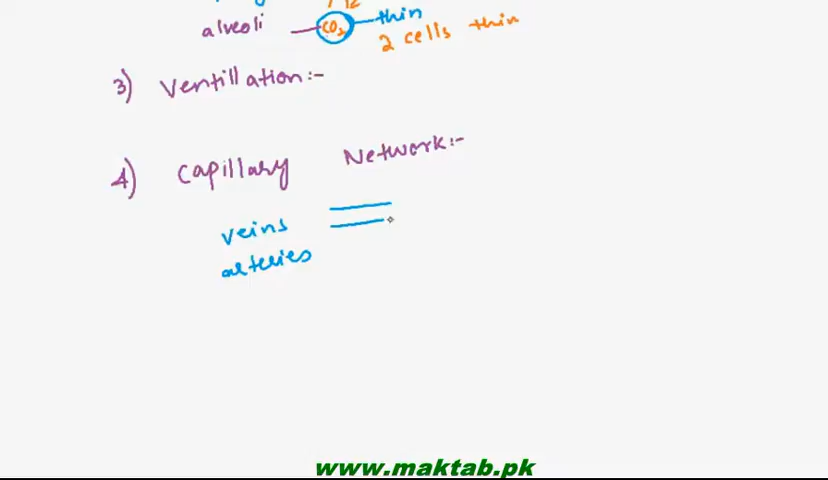 alveoli CO2 thin
2 cells thin
3) Ventillation:-
4) Capillary Network:-
veins
arteries
www.maktab.pk